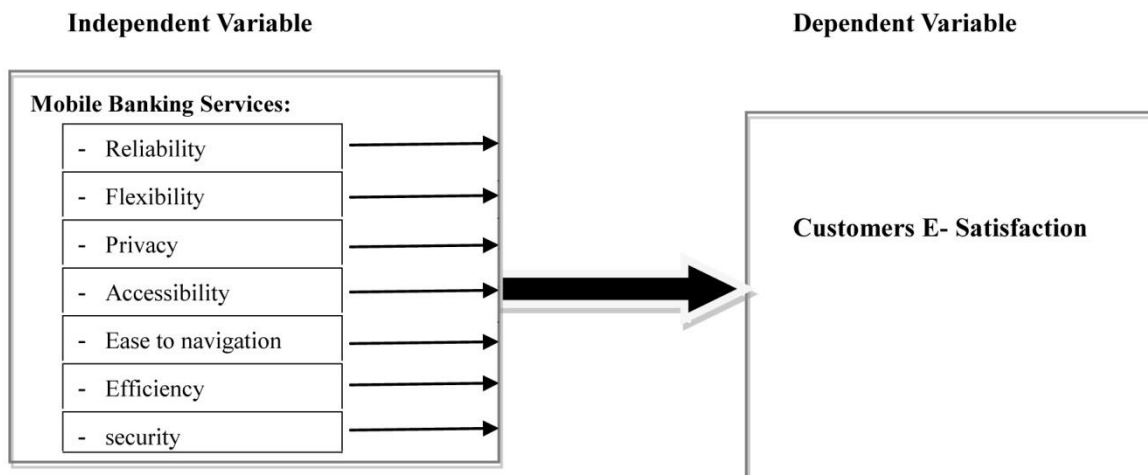 Independent Variable
Dependent Variable
Mobile Banking Services:
- Reliability
- Flexibility
- Privacy
- Accessibility
- Ease to navigation
- Efficiency
- security
Customers E- Satisfaction